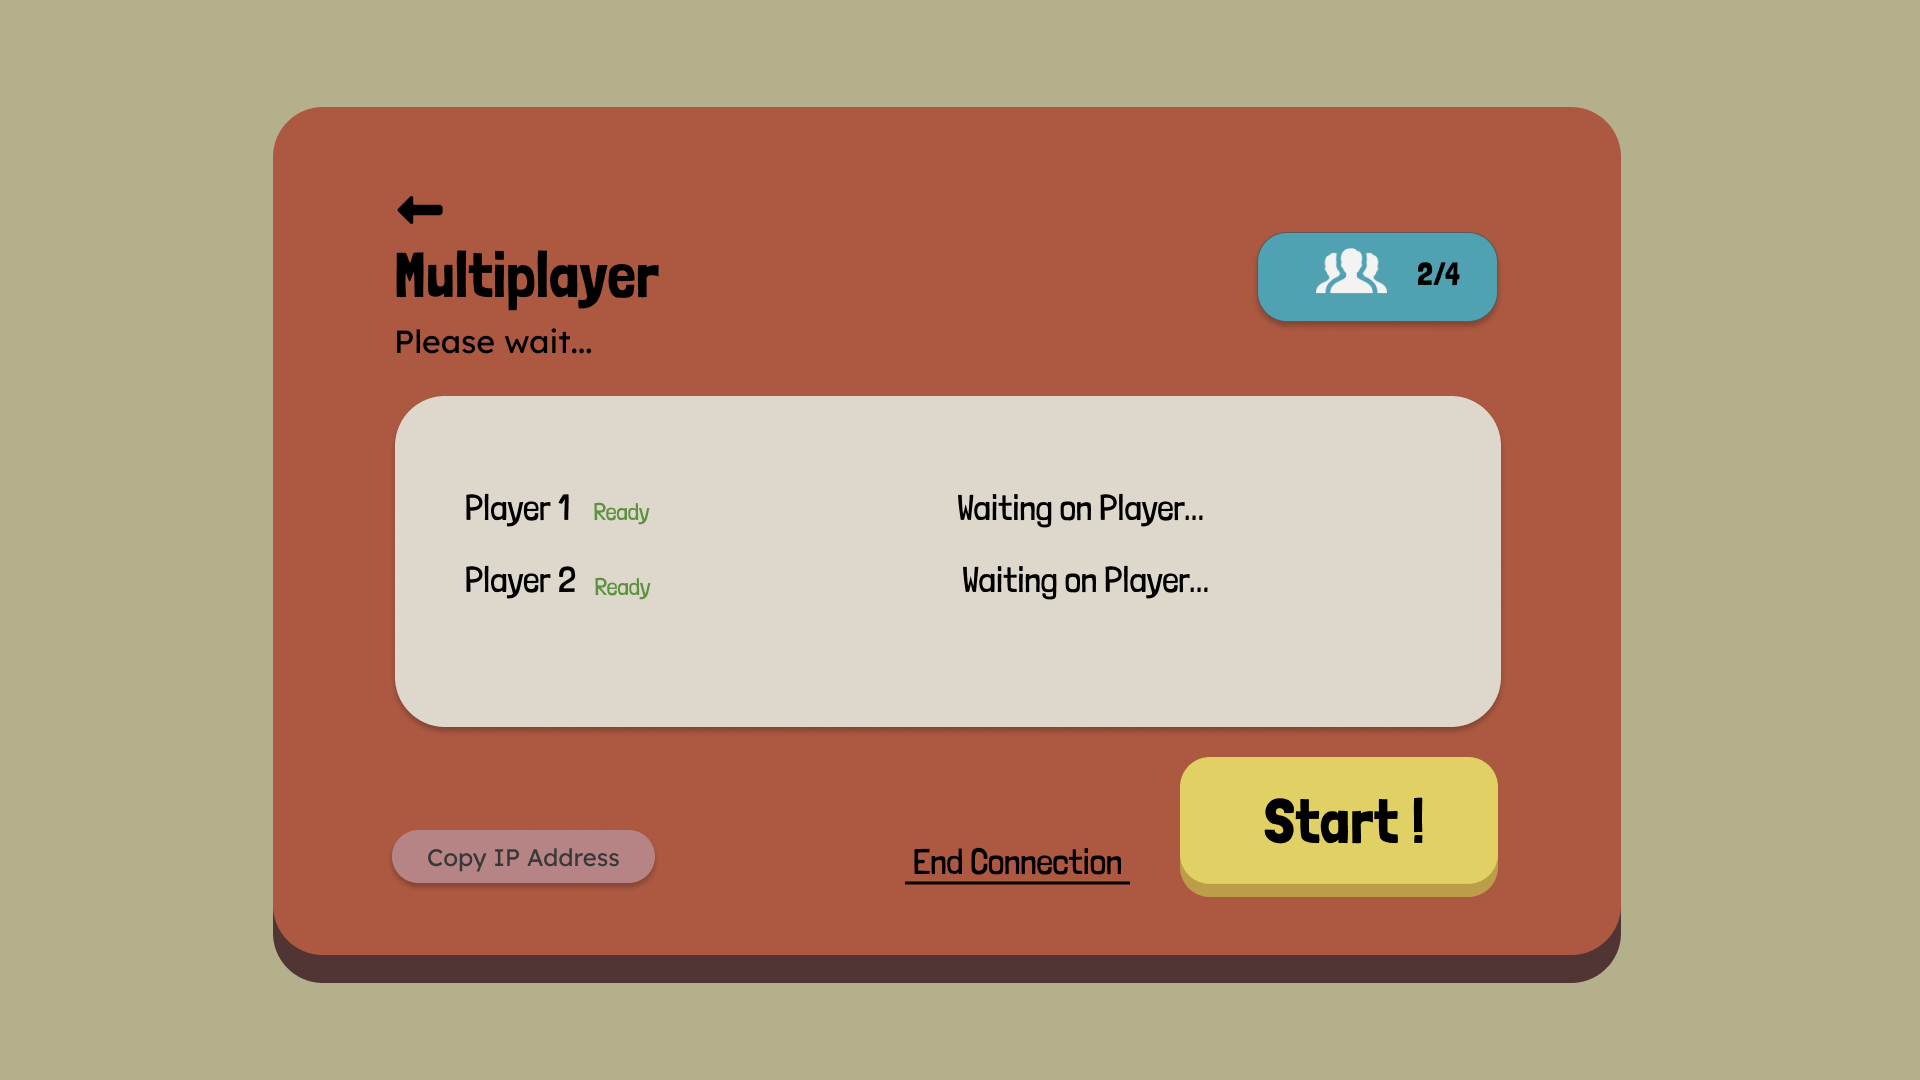 Multiplayer
2/4
Please wait...
Player 1 Ready
Waiting on Player...
Player 2 Ready
Waiting on Player...
Start !
Copy IP Address
End Connection